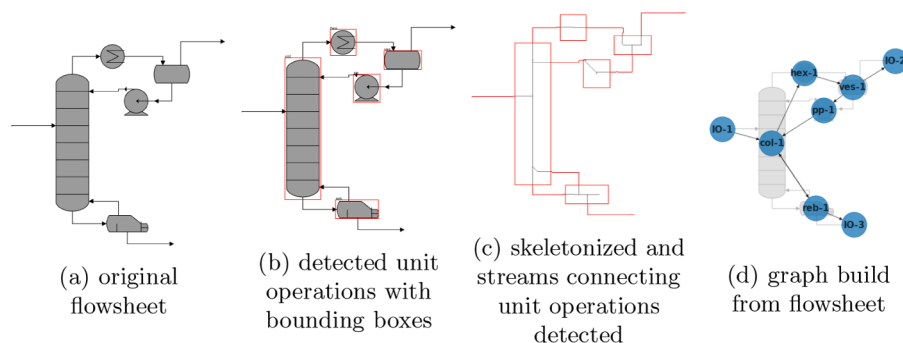 IO-2
hex-1
ves-1
pp-1
IO-1
col-1
reb-1
IO-3
(a) original
flowsheet
(b) detected unit
operations with
bounding boxes
(c) skeletonized and
streams connecting
unit operations
detected
(d) graph build
from flowsheet